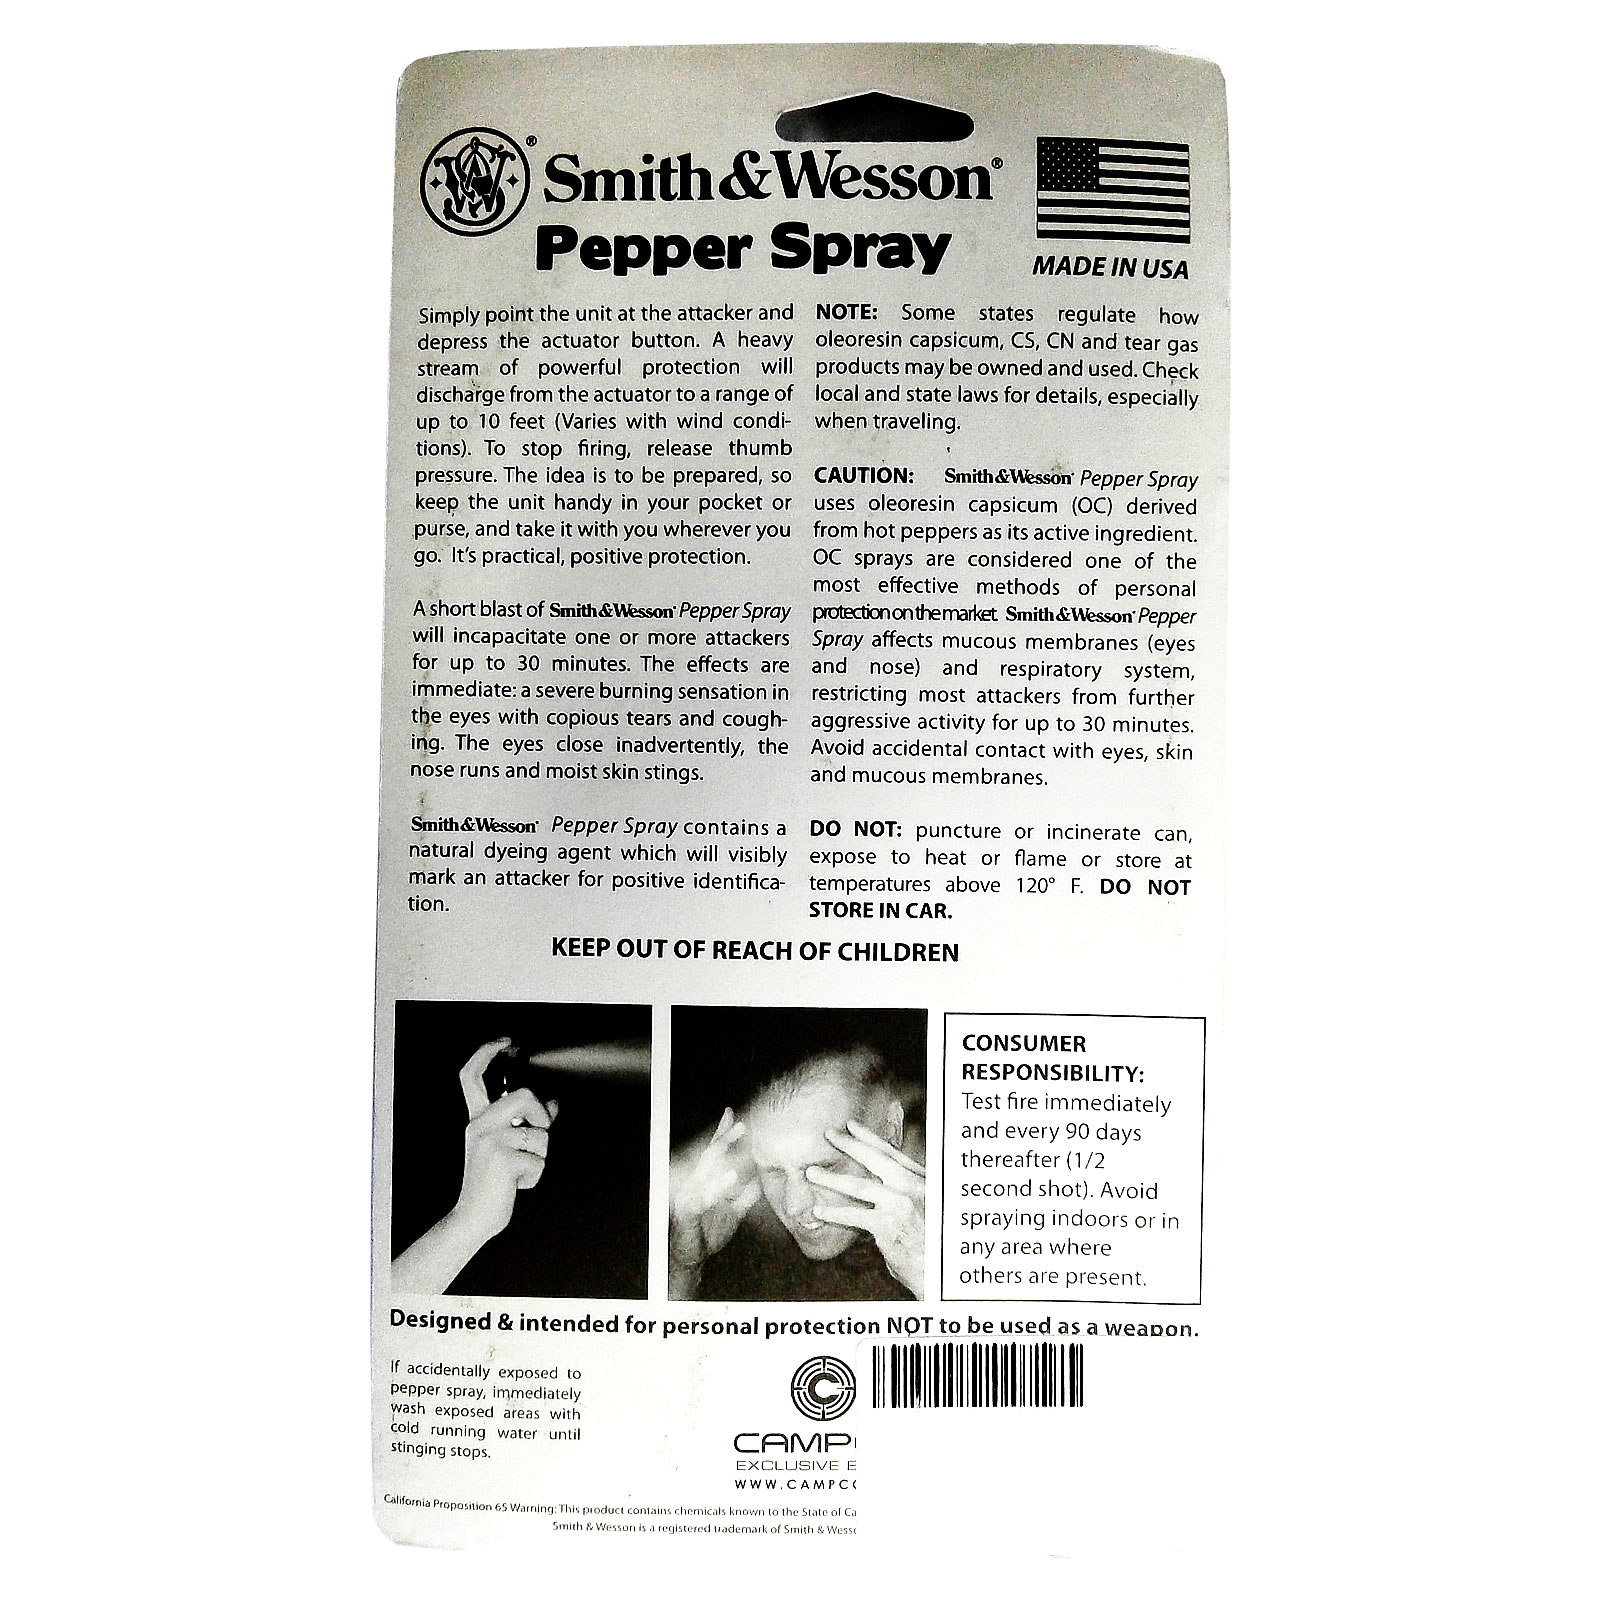 Smith&Wesson®
Pepper Spray
MADE IN USA
Simply point the unit at the attacker and
depress the actuator button. A heavy
stream of powerful protection will
discharge from the actuator to a range of
up to 10 feet (Varies with wind condi-
tions). To stop firing, release thumb
pressure. The idea is to be prepared, so
keep the unit handy in your pocket or
purse, and take it with you wherever you
go. It's practical, positive protection.
A short blast of Smith&Wesson® Pepper Spray
will incapacitate one or more attackers
for up to 30 minutes. The effects are
immediate: a severe burning sensation in
the eyes with copious tears and cough-
ing. The eyes close inadvertently, the
nose runs and moist skin stings.
Smith&Wesson® Pepper Spray contains a
natural dyeing agent which will visibly
mark an attacker for positive identifica-
tion.
NOTE: Some states regulate how
oleoresin capsicum, CS, CN and tear gas
products may be owned and used. Check
local and state laws for details, especially
when traveling.
CAUTION: Smith&Wesson® Pepper Spray
uses oleoresin capsicum (OC) derived
from hot peppers as its active ingredient.
OC sprays are considered one of the
most effective methods of personal
protection on the market. Smith&Wesson® Pepper
Spray affects mucous membranes (eyes
and nose) and respiratory system,
restricting most attackers from further
aggressive activity for up to 30 minutes.
Avoid accidental contact with eyes, skin
and mucous membranes.
DO NOT: puncture or incinerate can,
expose to heat or flame or store at
temperatures above 120° F. DO NOT
STORE IN CAR.
KEEP OUT OF REACH OF CHILDREN
CONSUMER
RESPONSIBILITY:
Test fire immediately
and every 90 days
thereafter (1/2
second shot). Avoid
spraying indoors or in
any area where
others are present.
Designed & intended for personal protection NOT to be used as a weapon.
If accidentally exposed to
pepper spray, immediately
wash exposed areas with
cold running water until
stinging stops.
CAMP
EXCLUSIVE E
WWW.CAMPC
California Proposition 65 Warning: This product contains chemicals known to the State of Ca
Smith & Wesson is a registered trademark of Smith & Wess